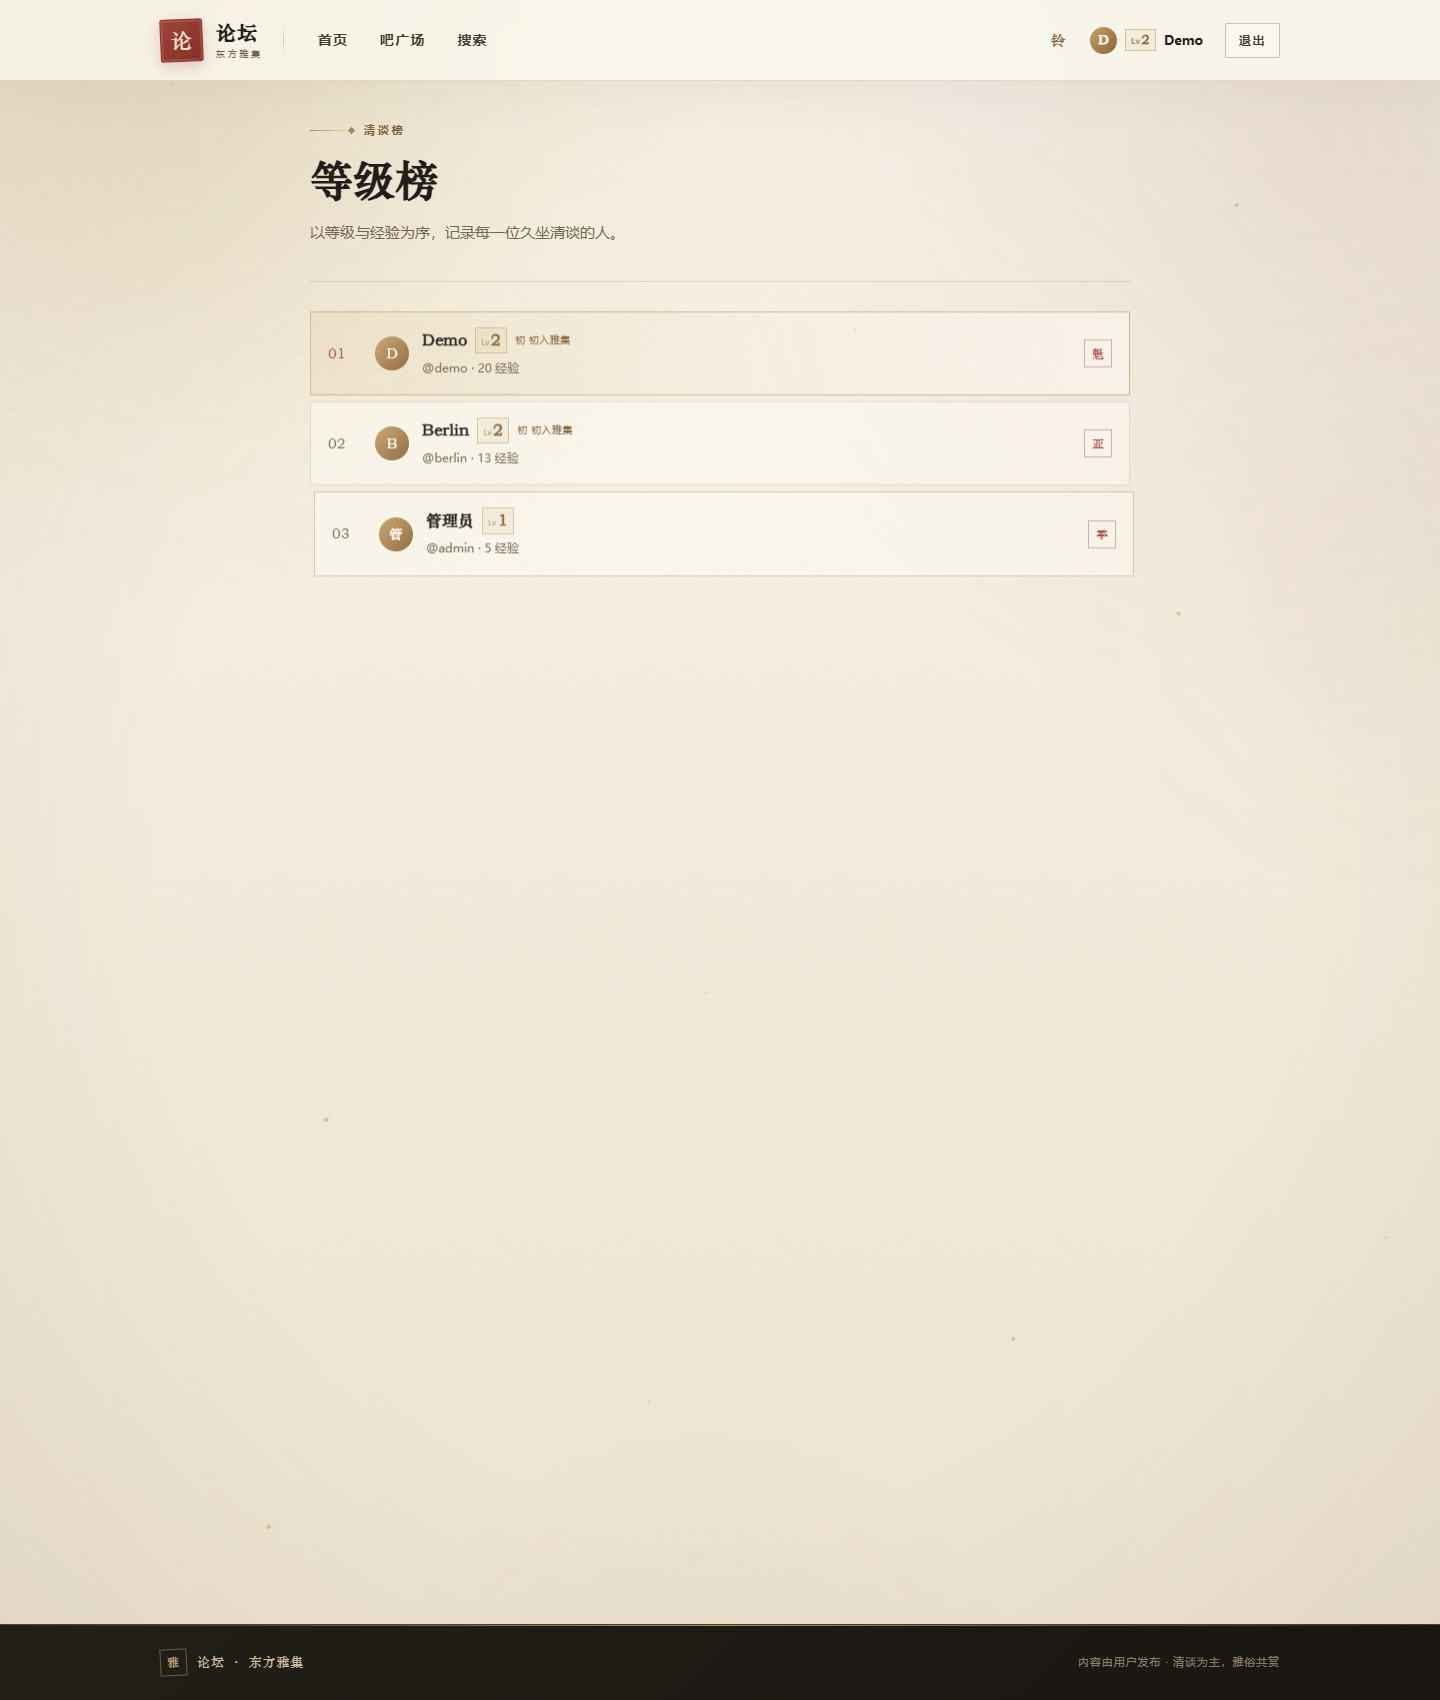 论
论坛
东方雅集
首页
吧广场
搜索
铃
D
Lv2
Demo
退出
清谈榜
等级榜
以等级与经验为序，记录每一位久坐清谈的人。
01
D
Demo
Lv2
初 初入雅集
@demo · 20 经验
魁
02
B
Berlin
Lv2
初 初入雅集
@berlin · 13 经验
亚
03
管
管理员
Lv1
@admin · 5 经验
季
雅
论坛 · 东方雅集
内容由用户发布 · 清谈为主，雅俗共赏